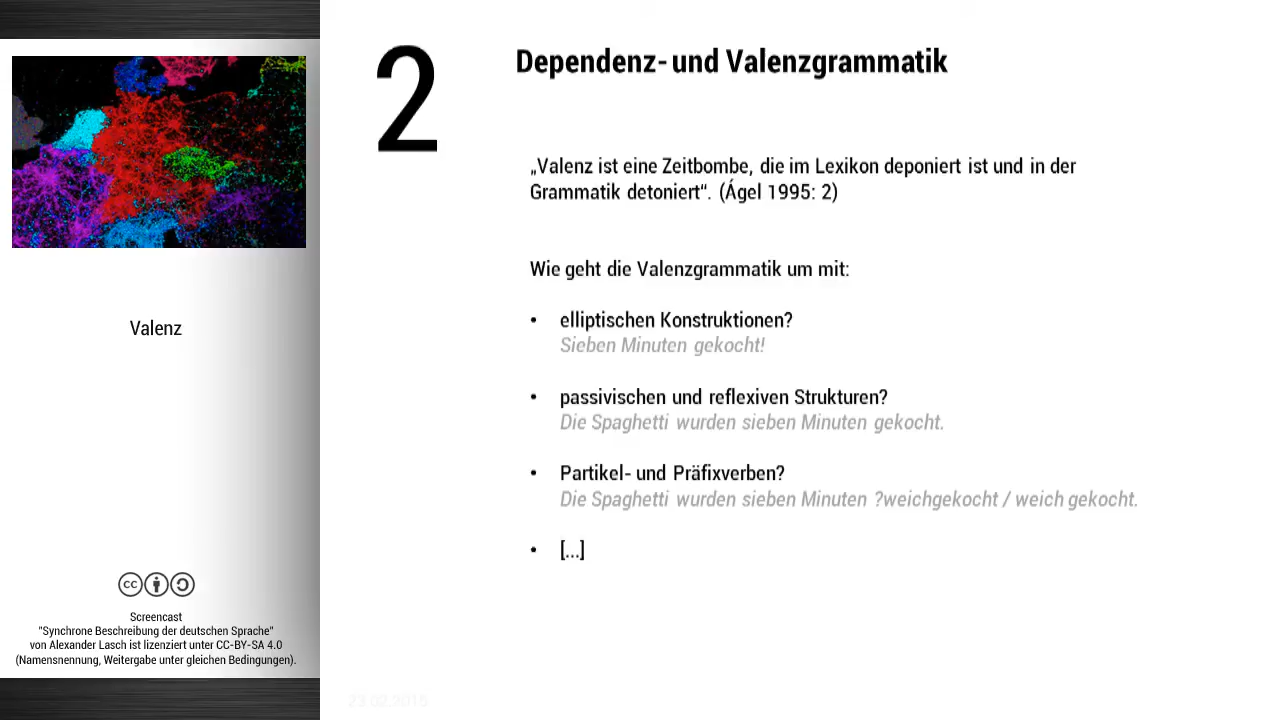 2
Dependenz- und Valenzgrammatik
„Valenz ist eine Zeitbombe, die im Lexikon deponiert ist und in der
Grammatik detoniert“. (Ágel 1995: 2)
Wie geht die Valenzgrammatik um mit:
• elliptischen Konstruktionen?
Sieben Minuten gekocht!
• passivischen und reflexiven Strukturen?
Die Spaghetti wurden sieben Minuten gekocht.
• Partikel- und Präfixverben?
Die Spaghetti wurden sieben Minuten ?weichgekocht / weich gekocht.
• [...]
Valenz
cc
Screencast
"Synchrone Beschreibung der deutschen Sprache"
von Alexander Lasch ist lizenziert unter CC-BY-SA 4.0
(Namensnennung, Weitergabe unter gleichen Bedingungen).
23.02.2015